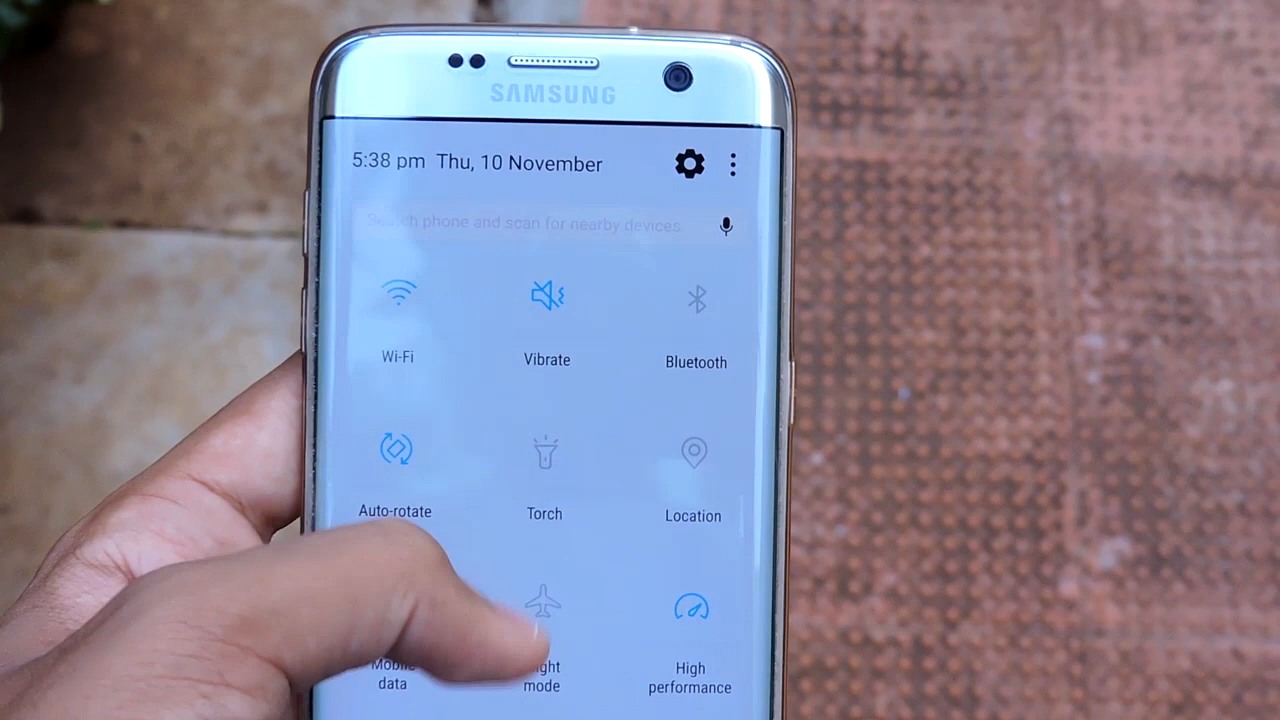 SAMSUNG
5:38 pm Thu, 10 November
Search phone and scan for nearby devices
Wi-Fi
Vibrate
Bluetooth
Auto-rotate
Torch
Location
Mobile
data
mode
High
performance